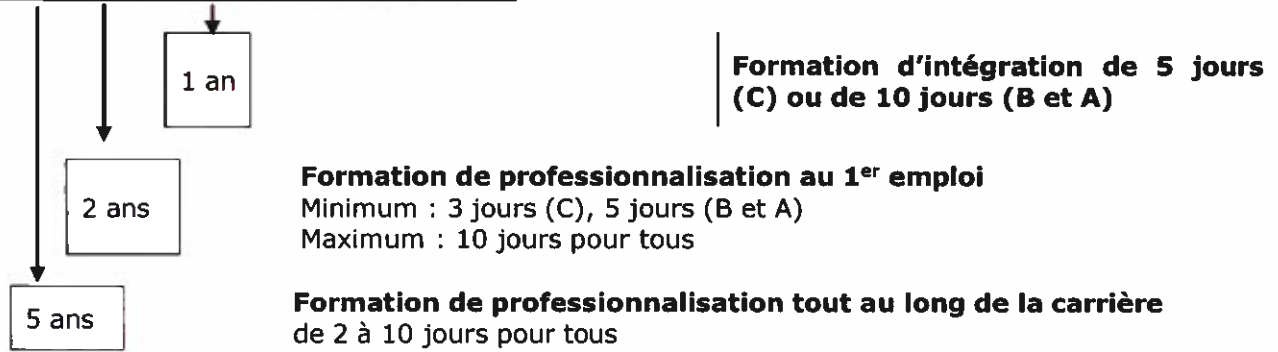 1 an
Formation d'intégration de 5 jours
(C) ou de 10 jours (B et A)
2 ans
Formation de professionnalisation au 1er emploi
Minimum : 3 jours (C), 5 jours (B et A)
Maximum : 10 jours pour tous
5 ans
Formation de professionnalisation tout au long de la carrière
de 2 à 10 jours pour tous